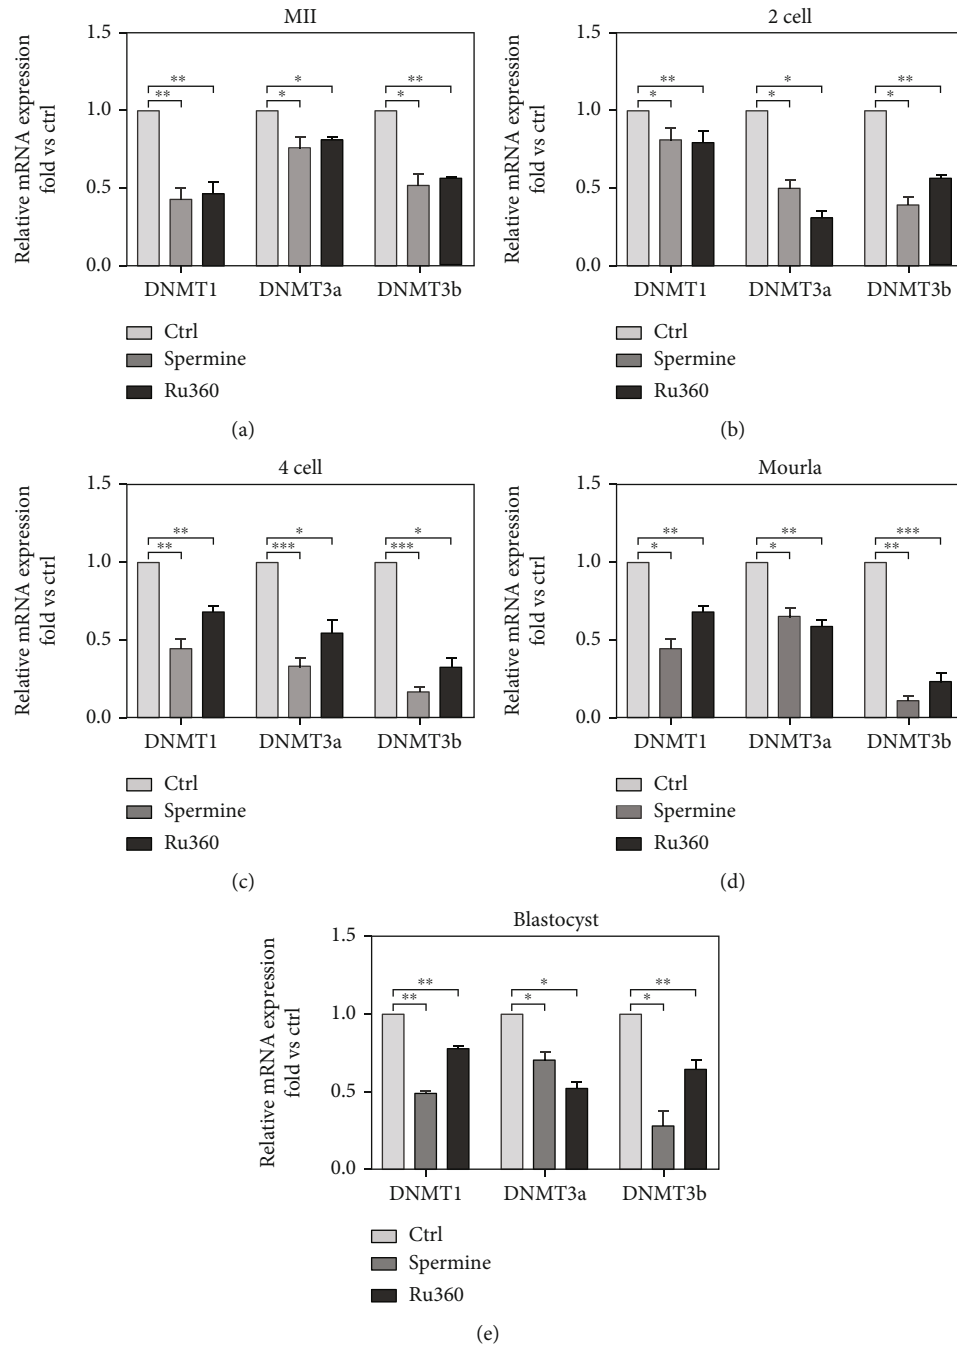 MII
Relative mRNA expression
fold vs ctrl
1.5
1.0
0.5
0.0
** ** * * ** *
DNMT1 DNMT3a DNMT3b
Ctrl
Spermine
Ru360
(a)
2 cell
Relative mRNA expression
fold vs ctrl
1.5
1.0
0.5
0.0
** * * * ** *
DNMT1 DNMT3a DNMT3b
Ctrl
Spermine
Ru360
(b)
4 cell
Relative mRNA expression
fold vs ctrl
1.5
1.0
0.5
0.0
** ** * *** * ***
DNMT1 DNMT3a DNMT3b
Ctrl
Spermine
Ru360
(c)
Mourla
Relative mRNA expression
fold vs ctrl
1.5
1.0
0.5
0.0
** * ** * *** **
DNMT1 DNMT3a DNMT3b
Ctrl
Spermine
Ru360
(d)
Blastocyst
Relative mRNA expression
fold vs ctrl
1.5
1.0
0.5
0.0
** ** * * ** *
DNMT1 DNMT3a DNMT3b
Ctrl
Spermine
Ru360
(e)